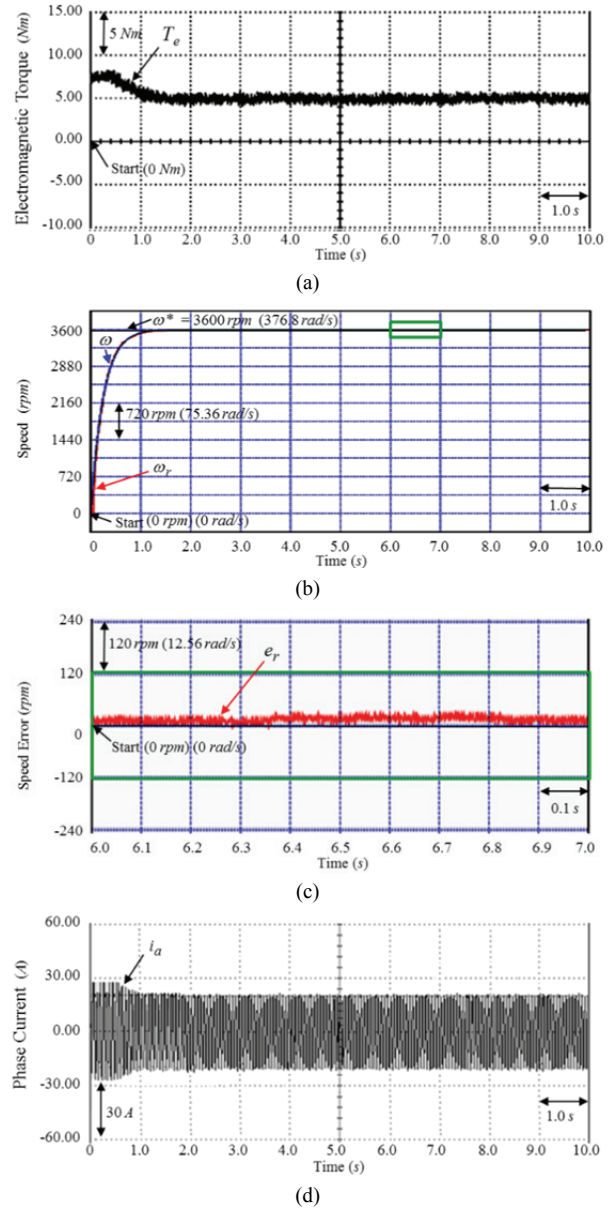 15.00
5 Nm
T_e
10.00
5.00
0.00
Start (0 Nm)
-5.00
-10.00
1.0 s
Electromagnetic Torque (Nm)
0 1.0 2.0 3.0 4.0 5.0 6.0 7.0 8.0 9.0 10.0
Time (s)
(a)
ω* = 3600 rpm (376.8 rad/s)
3600
ω
2880
2160
720 rpm (75.36 rad/s)
1440
720
ω_r
0
Start (0 rpm) (0 rad/s)
1.0 s
Speed (rpm)
0 1.0 2.0 3.0 4.0 5.0 6.0 7.0 8.0 9.0 10.0
Time (s)
(b)
240
120 rpm (12.56 rad/s)
e_r
120
0
Start (0 rpm) (0 rad/s)
-120
0.1 s
-240
Speed Error (rpm)
6.0 6.1 6.2 6.3 6.4 6.5 6.6 6.7 6.8 6.9 7.0
Time (s)
(c)
60.00
i_a
30.00
0.00
-30.00
30 A
1.0 s
-60.00
Phase Current (A)
0 1.0 2.0 3.0 4.0 5.0 6.0 7.0 8.0 9.0 10.0
Time (s)
(d)